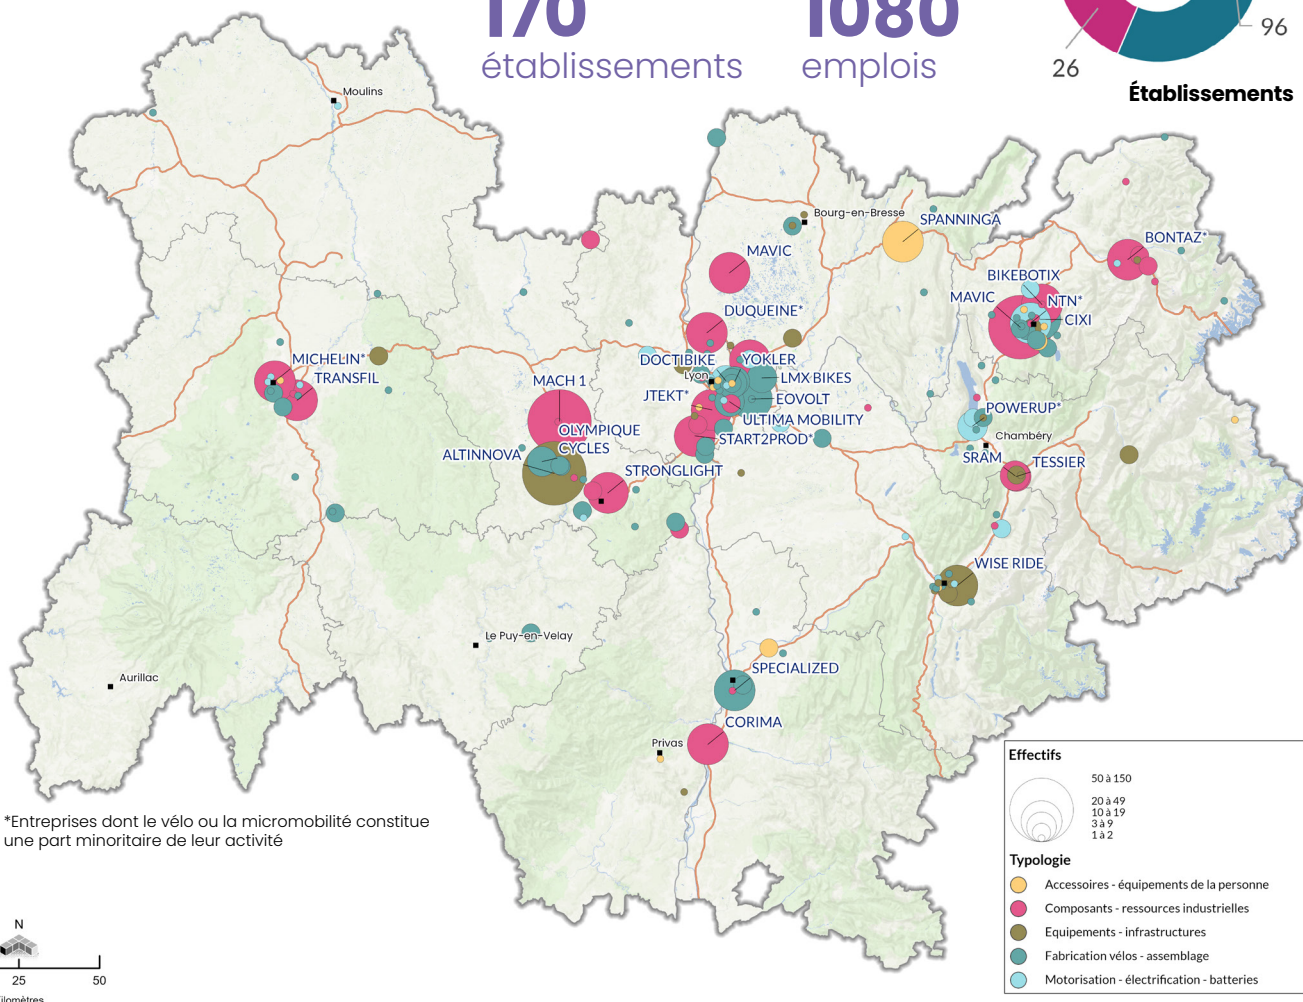 170
établissements
1080
emplois
96
26
Établissements
Moulins
Bourg-en-Bresse
SPANNINGA
BONTAZ*
MAVIC
BIKEBOTIX
MAVIC
NTN*
CIXI
DUQUEINE*
MICHELIN*
TRANSFIL
DOCTIBIKE
YOKLER
Lyon
LMX BIKES
MACH 1
JTEKT*
EOVOLT
POWERUP*
ULTIMA MOBILITY
OLYMPIQUE
CYCLES
START2PROD*
Chambéry
ALTINNOVA
SRAM
TESSIER
STRONGLIGHT
WISE RIDE
Le Puy-en-Velay
SPECIALIZED
Aurillac
CORIMA
Privas
*Entreprises dont le vélo ou la micromobilité constitue
une part minoritaire de leur activité
N
25
50
Effectifs
50 à 150
20 à 49
10 à 19
3 à 9
1 à 2
Typologie
Accessoires - équipements de la personne
Composants - ressources industrielles
Equipements - infrastructures
Fabrication vélos - assemblage
Motorisation - électrification - batteries